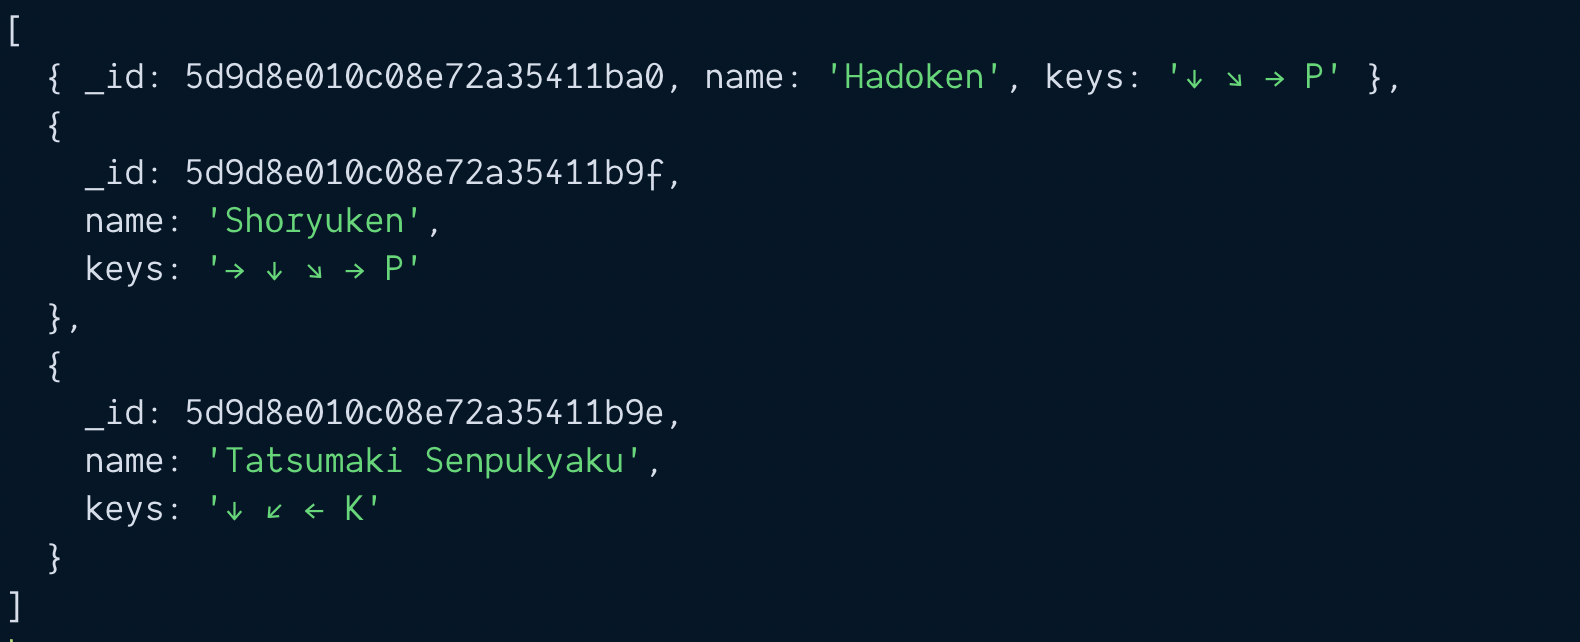 [
  { _id: 5d9d8e010c08e72a35411ba0, name: 'Hadoken', keys: '↓ ↘ → P' },
  {
    _id: 5d9d8e010c08e72a35411b9f,
    name: 'Shoryuken',
    keys: '→ ↓ ↘ → P'
  },
  {
    _id: 5d9d8e010c08e72a35411b9e,
    name: 'Tatsumaki Senpukyaku',
    keys: '↓ ↙ ← K'
  }
]